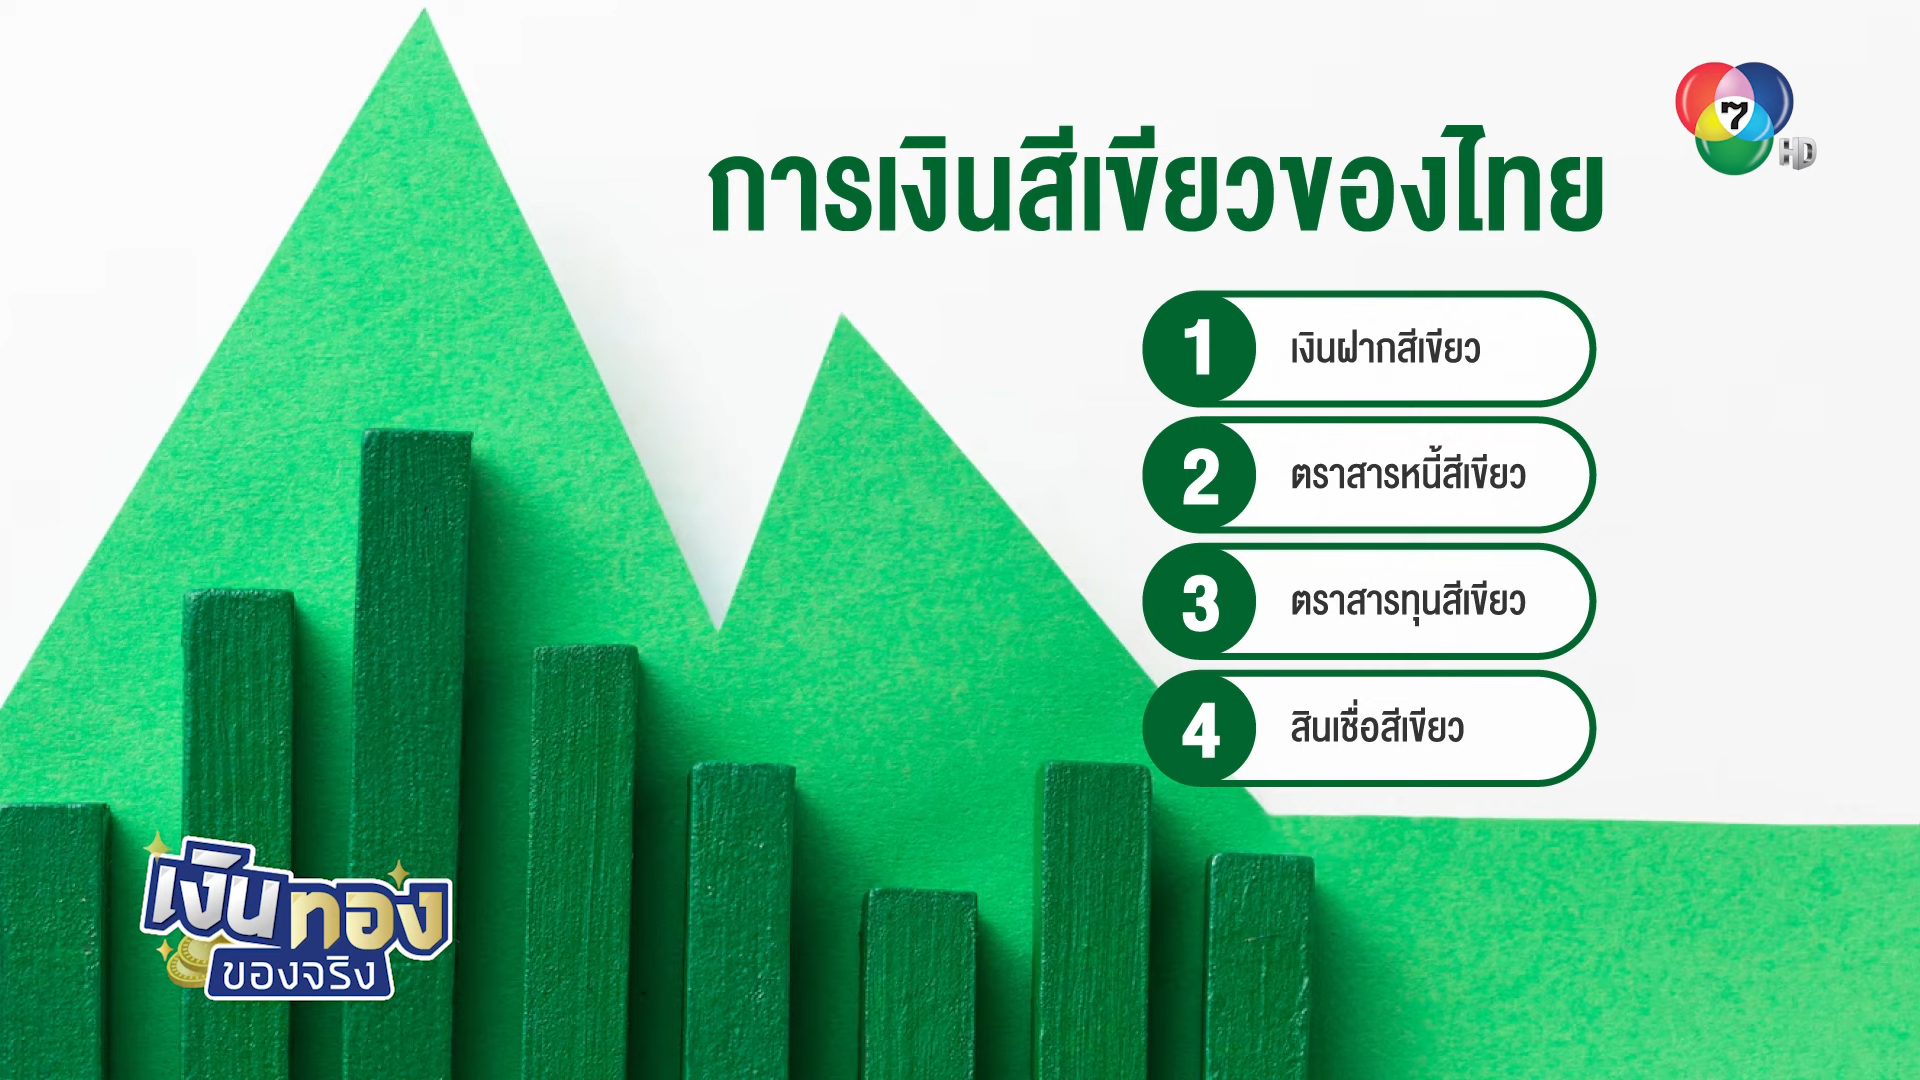 7
HD
การเงินสีเขียวของไทย
1 เงินฝากสีเขียว
2 ตราสารหนี้สีเขียว
3 ตราสารทุนสีเขียว
4 สินเชื่อสีเขียว
เงินทอง
ของจริง